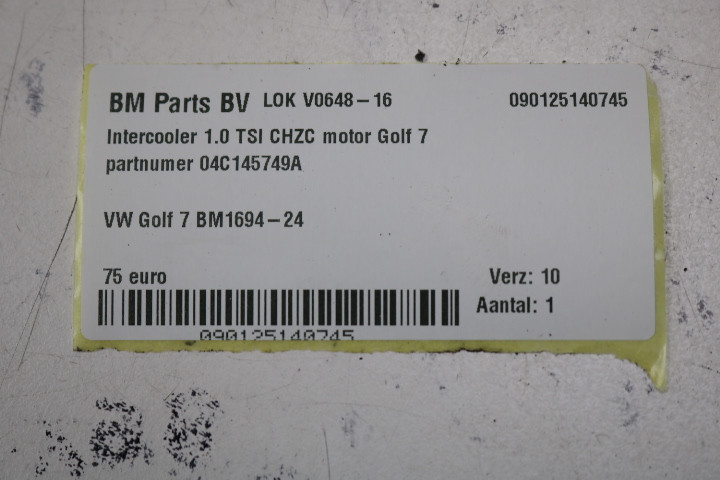 BM Parts BV LOK V0648-16 090125140745
Intercooler 1.0 TSI CHZC motor Golf 7
partnumer 04C145749A
VW Golf 7 BM1694-24
75 euro Verz: 10
Aantal: 1
090125140745